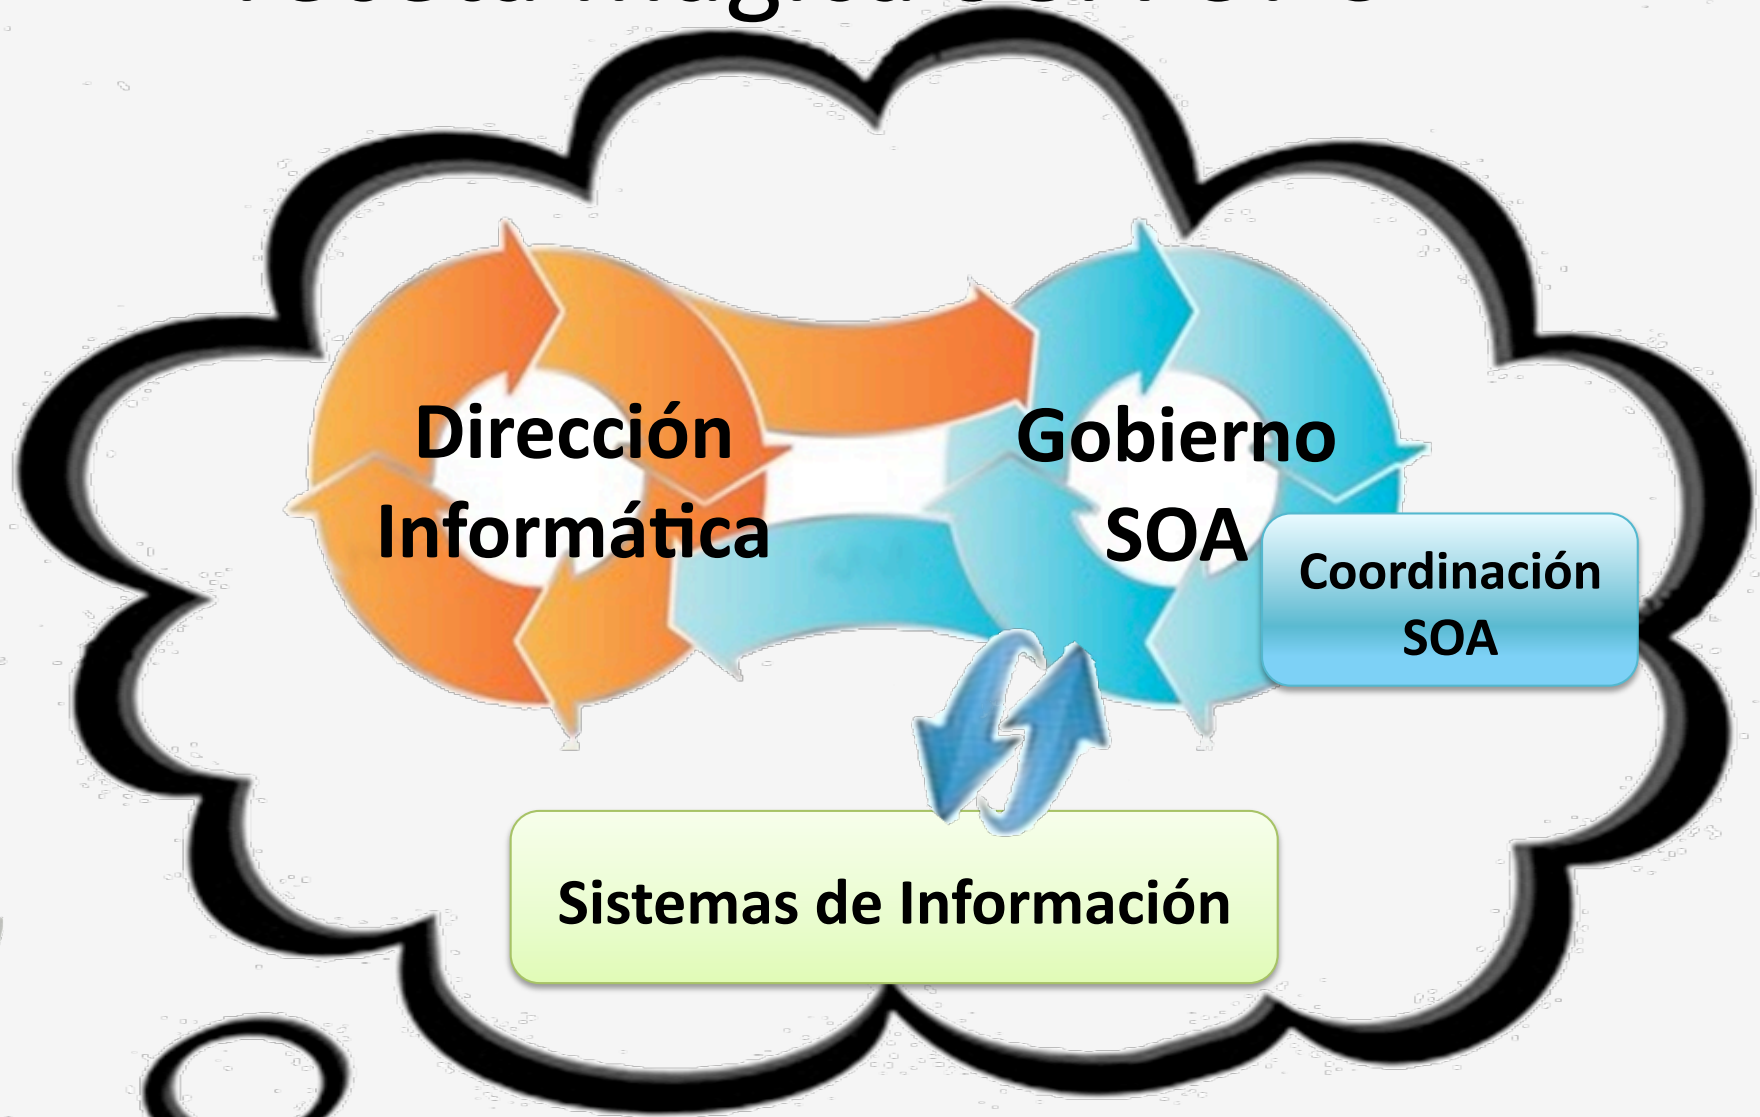 Dirección
Informática
Gobierno
SOA
Coordinación
SOA
Sistemas de Información